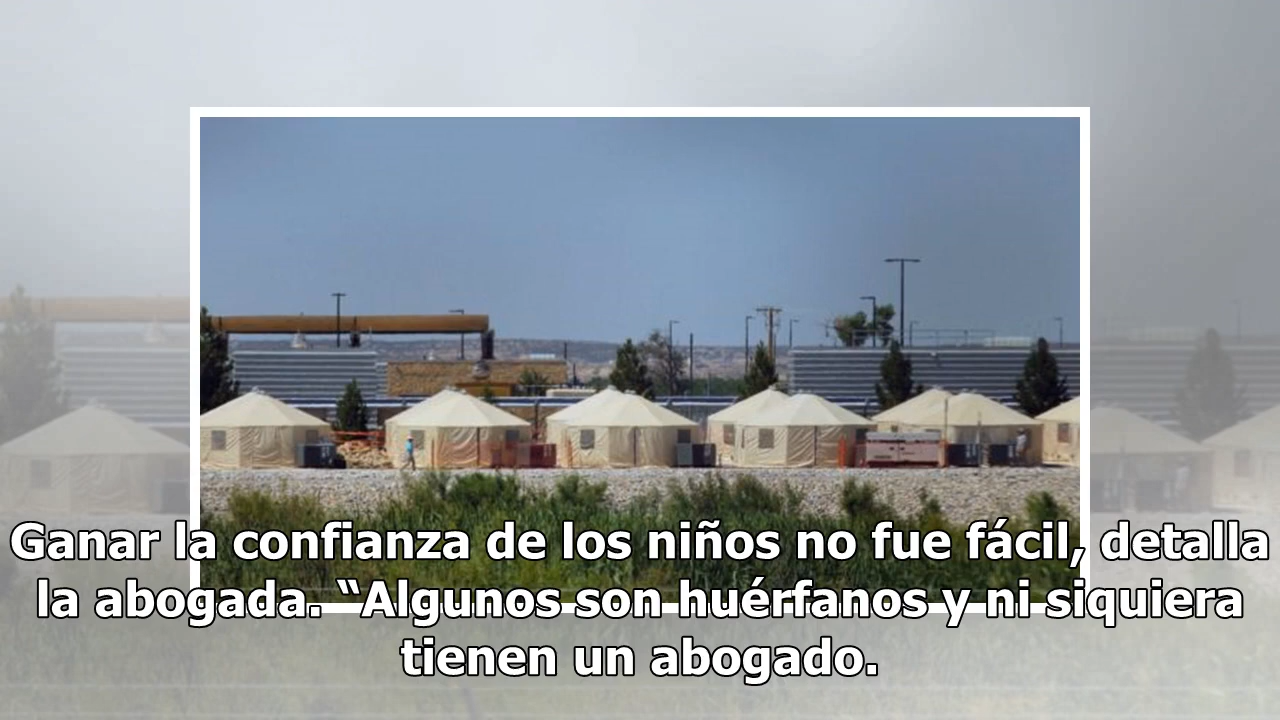 Ganar la confianza de los niños no fue fácil, detalla
la abogada. “Algunos son huérfanos y ni siquiera
tienen un abogado.